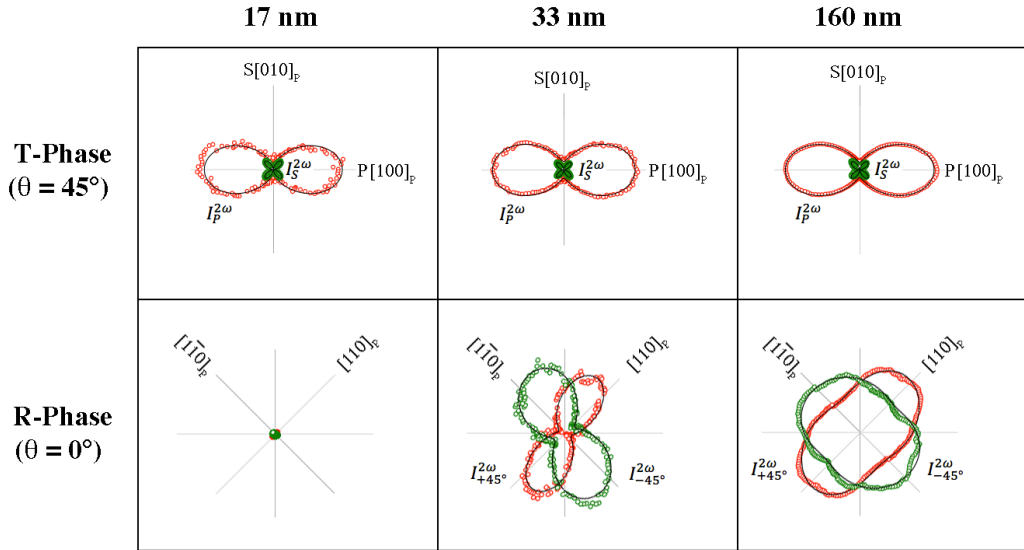 17 nm 33 nm 160 nm
T-Phase
(θ = 45°)
S[010]ₚ
P[100]ₚ
I_S^{2ω}
I_P^{2ω}
S[010]ₚ
P[100]ₚ
I_S^{2ω}
I_P^{2ω}
S[010]ₚ
P[100]ₚ
I_S^{2ω}
I_P^{2ω}
R-Phase
(θ = 0°)
[11̅0]ₚ
[110]ₚ
[11̅0]ₚ
[110]ₚ
I_{+45°}^{2ω}
I_{-45°}^{2ω}
[11̅0]ₚ
[110]ₚ
I_{+45°}^{2ω}
I_{-45°}^{2ω}